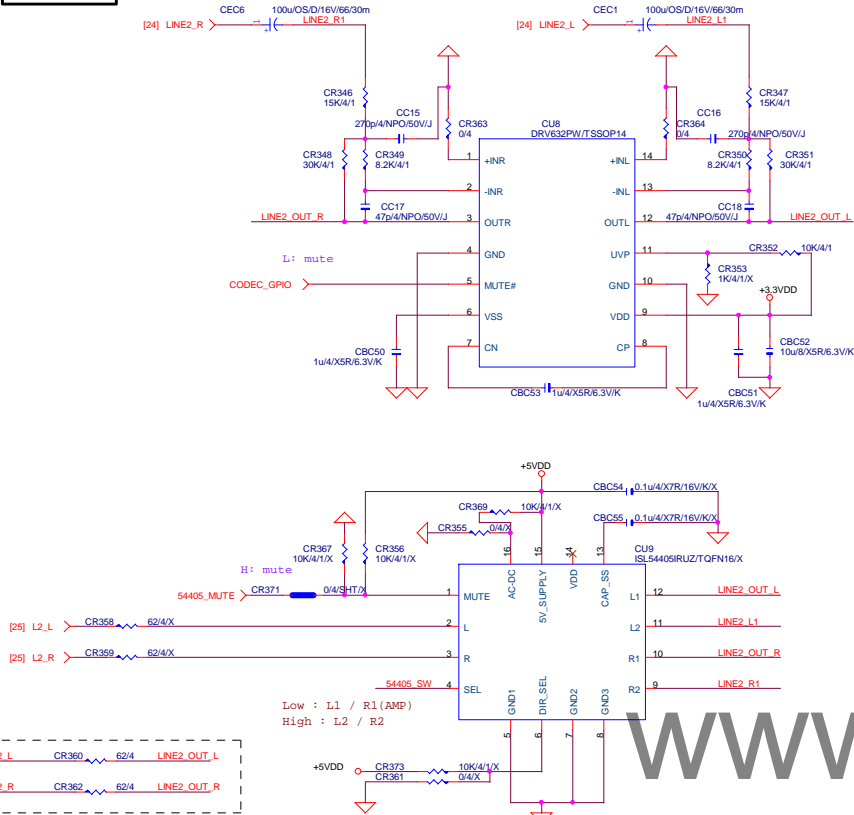 CEC6 100u/OS/D/16V/66/30m
[24] LINE2_R 1 LINE2_R1
CEC1 100u/OS/D/16V/66/30m
[24] LINE2_L 1 LINE2_L1
CR346
15K/4/1
CC15
270p/4/NPO/50V/J
CR363
0/4
CR348
30K/4/1
CR349
8.2K/4/1
CC17
47p/4/NPO/50V/J
LINE2_OUT_R
CU8
DRV632PW/TSSOP14
1 +INR
2 -INR
3 OUTR
4 GND
5 MUTE#
6 VSS
7 CN
+INL 14
-INL 13
OUTL 12
UVP 11
GND 10
VDD 9
CP 8
CR364
0/4
CC16
270p/4/NPO/50V/J
CR347
15K/4/1
CR350
8.2K/4/1
CR351
30K/4/1
CC18
47p/4/NPO/50V/J
LINE2_OUT_L
L: mute
CODEC_GPIO
CR352 10K/4/1
CR353
1K/4/1/X
+3.3VDD
CBC50
1u/4/X5R/6.3V/K
CBC53 1u/4/X5R/6.3V/K
CBC52
10u/8/X5R/6.3V/K
CBC51
1u/4/X5R/6.3V/K
+5VDD
CBC54 0.1u/4/X7R/16V/K/X
CR369 10K/4/1/X
CR355 0/4/X
CBC55 0.1u/4/X7R/16V/K/X
CR367
10K/4/1/X
CR356
10K/4/1/X
CU9
ISL54405IRUZ/TQFN16/X
H: mute
54405_MUTE CR371 0/4/SHT/X
[25] L2_L CR358 62/4/X
[25] L2_R CR359 62/4/X
54405_SW
1 MUTE
2 L
3 R
4 SEL
16 AC-DC
15 5V_SUPPLY
14 VDD
13 CAP_SS
L1 12 LINE2_OUT_L
L2 11 LINE2_L1
R1 10 LINE2_OUT_R
R2 9 LINE2_R1
GND1 5
DIR_SEL 6
GND2 7
GND3 8
Low : L1 / R1(AMP)
High : L2 / R2
+5VDD CR373 10K/4/1/X
CR361 0/4/X
2_L CR360 62/4 LINE2_OUT_L
2_R CR362 62/4 LINE2_OUT_R
www